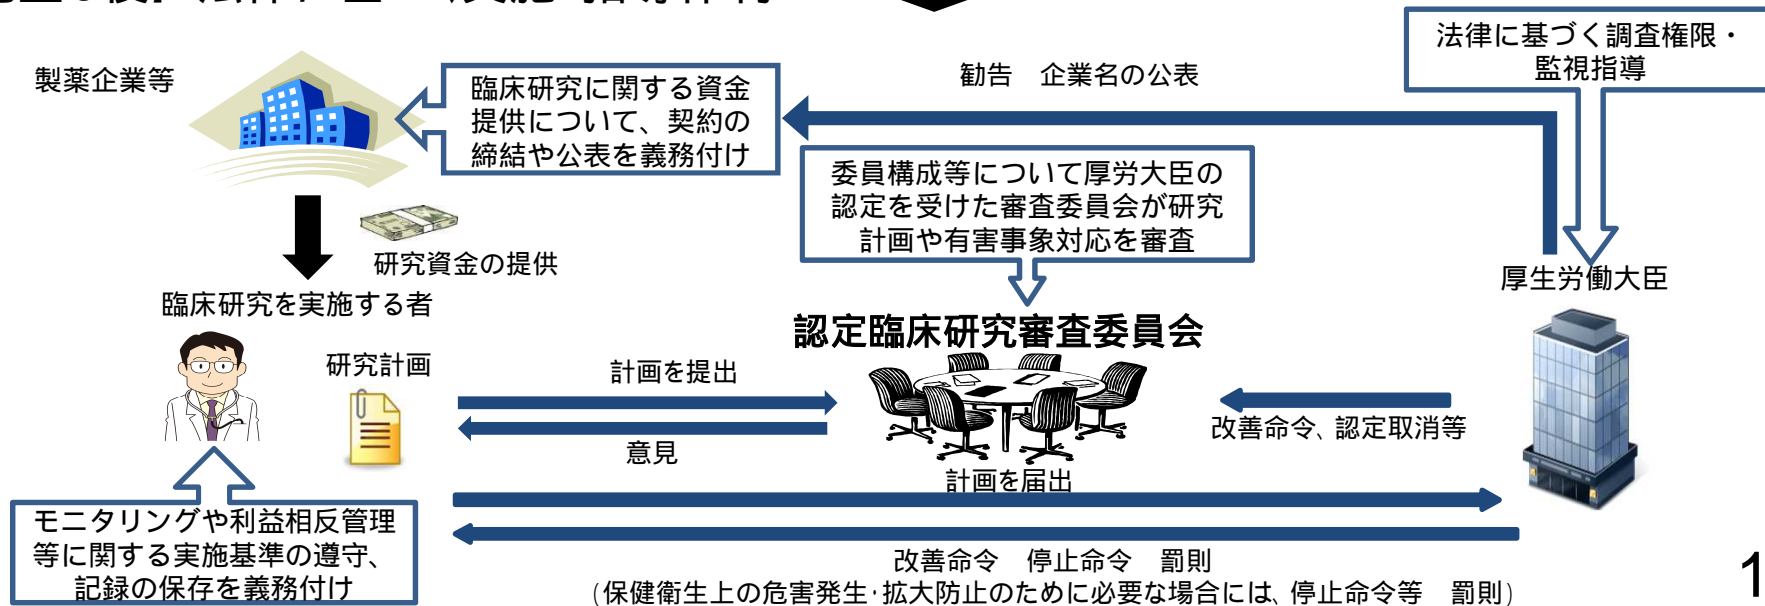 法律に基づく調査権限・
監視指導
製薬企業等
臨床研究に関する資金
提供について、契約の
締結や公表を義務付け
勧告　企業名の公表
委員構成等について厚労大臣の
認定を受けた審査委員会が研究
計画や有害事象対応を審査
研究資金の提供
厚生労働大臣
臨床研究を実施する者
認定臨床研究審査委員会
研究計画
計画を提出
意見
改善命令、認定取消等
計画を届出
モニタリングや利益相反管理
等に関する実施基準の遵守、
記録の保存を義務付け
改善命令　停止命令　罰則
(保健衛生上の危害発生・拡大防止のために必要な場合には、停止命令等　罰則)
1